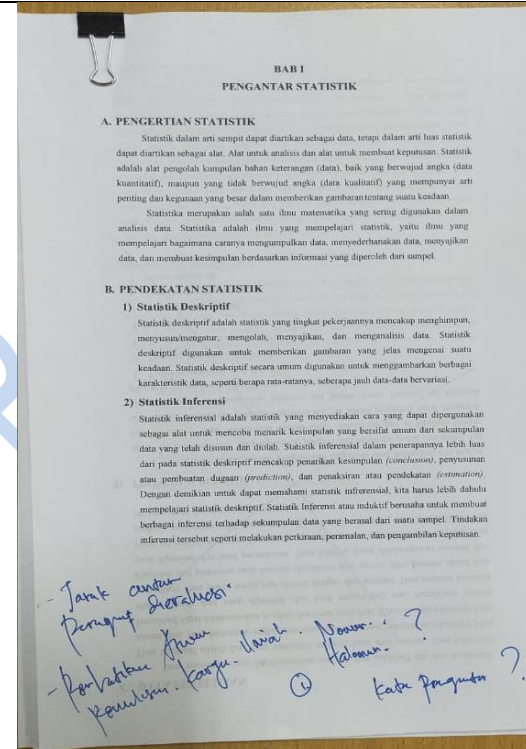 BAB I
PENGANTAR STATISTIK
A. PENGERTIAN STATISTIK
Statistik dalam arti sempit dapat diartikan sebagai data, tetapi dalam arti luas statistik
dapat diartikan sebagai alat. Alat untuk analisis dan alat untuk membuat keputusan. Statistik
adalah alat pengolah kumpulan bahan keterangan (data), baik yang berwujud angka (data
kuantitatif), maupun yang tidak berwujud angka (data kualitatif) yang mempunyai arti
penting dan kegunaan yang besar dalam memberikan gambaran tentang suatu keadaan.
Statistika merupakan salah satu ilmu matematika yang sering digunakan dalam
analisis data. Statistika adalah ilmu yang mempelajari statistik, yaitu ilmu yang
mempelajari bagaimana caranya mengumpulkan data, menyederhanakan data, menyajikan
data, dan membuat kesimpulan berdasarkan informasi yang diperoleh dari sampel.
B. PENDEKATAN STATISTIK
1) Statistik Deskriptif
Statistik deskriptif adalah statistik yang tingkat pekerjaannya mencakup menghimpun,
menyusun/mengatur, mengolah, menyajikan, dan menganalisis data. Statistik
deskriptif digunakan untuk memberikan gambaran yang jelas mengenai suatu
keadaan. Statistik deskriptif secara umum digunakan untuk menggambarkan berbagai
karakteristik data, seperti berapa rata-ratanya, seberapa jauh data-data bervariasi.
2) Statistik Inferensi
Statistik inferensial adalah statistik yang menyediakan cara yang dapat dipergunakan
sebagai alat untuk mencoba menarik kesimpulan yang bersifat umum dari sekumpulan
data yang telah disusun dan diolah. Statistik inferensial dalam penerapannya lebih luas
dari pada statistik deskriptif mencakup penarikan kesimpulan (conclusion), penyusunan
atau pembuatan dugaan (prediction), dan penaksiran atau pendekatan (estimation).
Dengan demikian untuk dapat memahami statistik infrerensial, kita harus lebih dahulu
mempelajari statistik deskriptif. Statistik Inferensi atau induktif berusaha untuk membuat
berbagai inferensi terhadap sekumpulan data yang berasal dari suatu sampel. Tindakan
inferensi tersebut seperti melakukan perkiraan, peramalan, dan pengambilan keputusan.
- Jarak antar
- Perhatikan
Penulisan. Karya. Ilmiah. Nomor.
Halaman. ?
1
Kata Pengantar ?